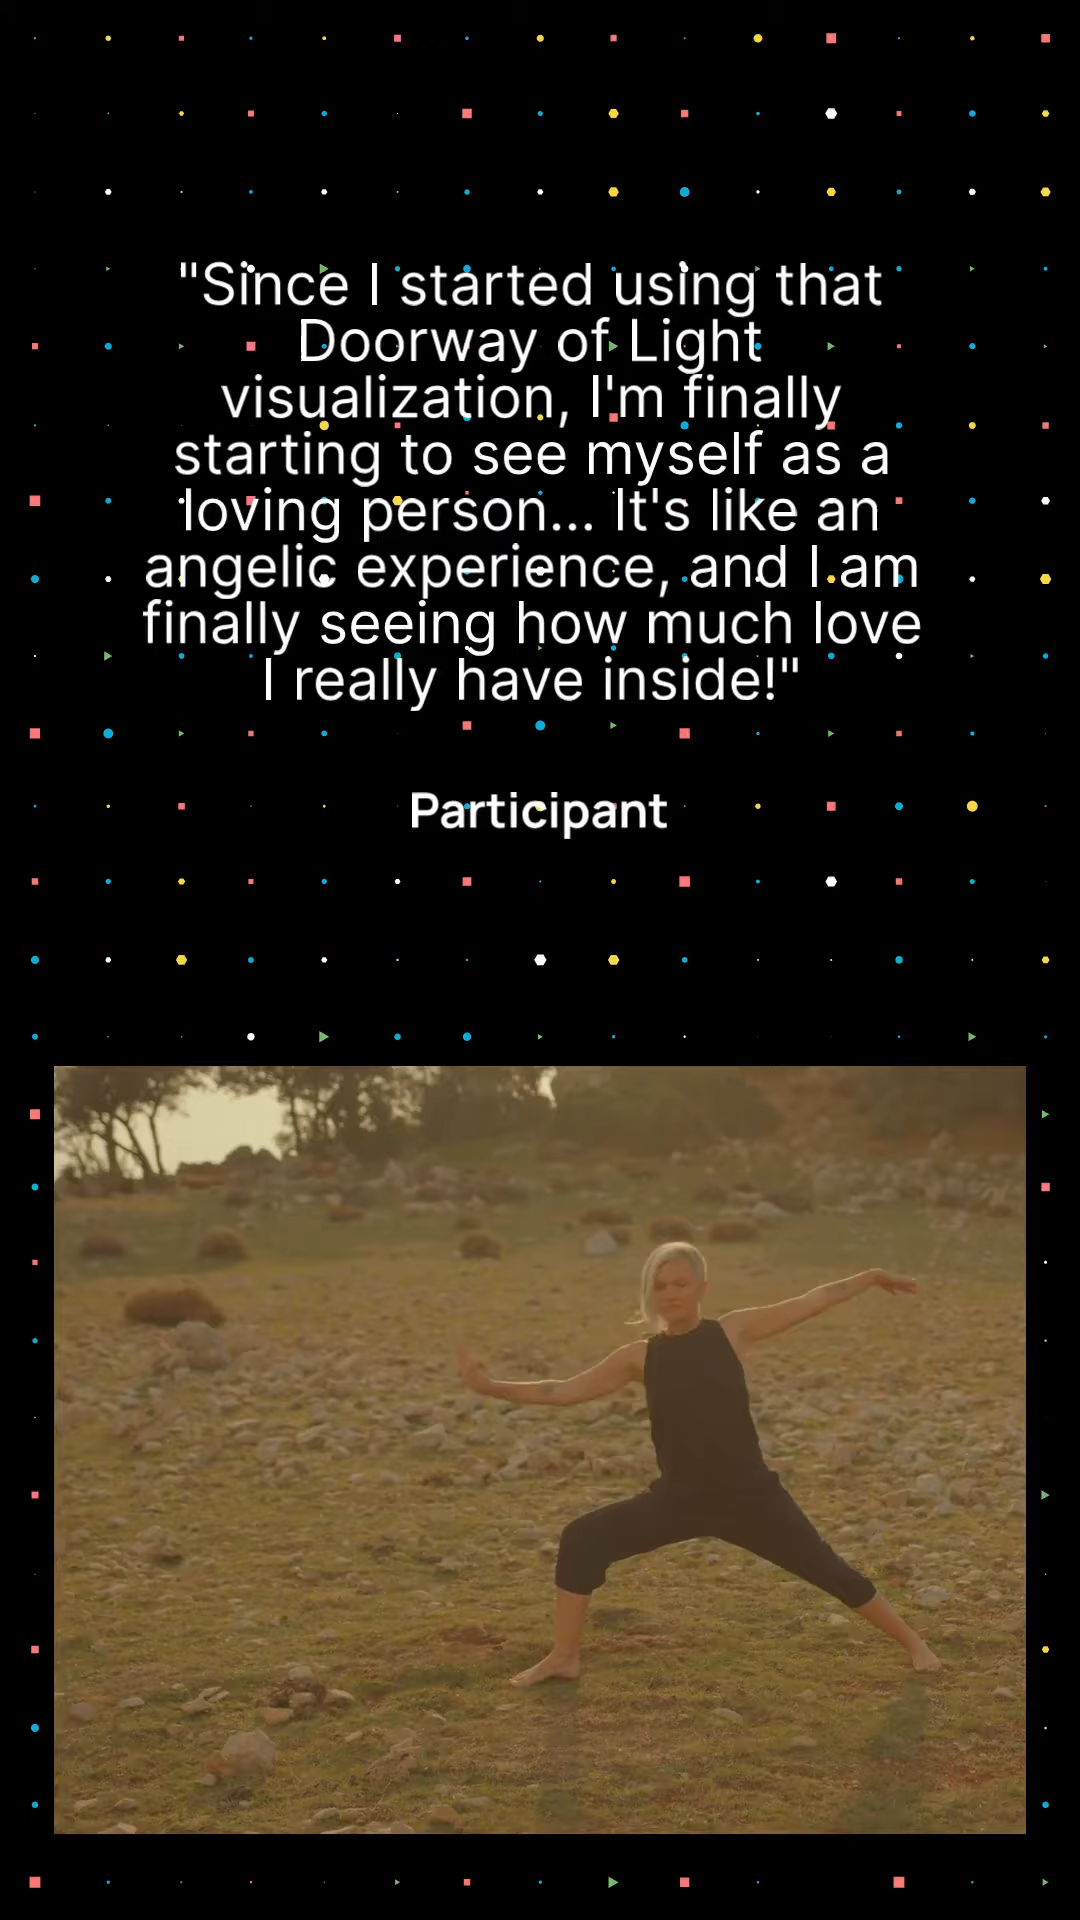 "Since I started using that
Doorway of Light
visualization, I'm finally
starting to see myself as a
loving person... It's like an
angelic experience, and I am
finally seeing how much love
I really have inside!"
Participant